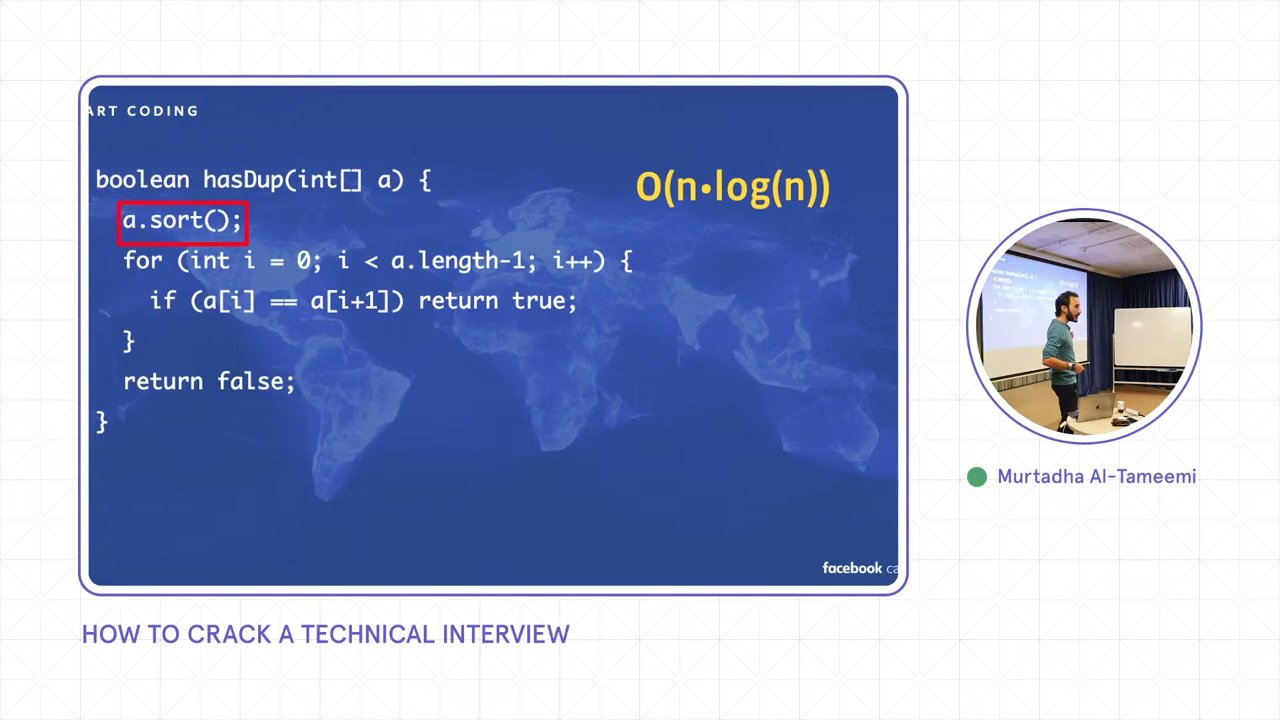 ART CODING
boolean hasDup(int[] a) {
a.sort();
for (int i = 0; i < a.length-1; i++) {
if (a[i] == a[i+1]) return true;
}
return false;
}
O(n•log(n))
facebook ca
Murtadha Al-Tameemi
HOW TO CRACK A TECHNICAL INTERVIEW